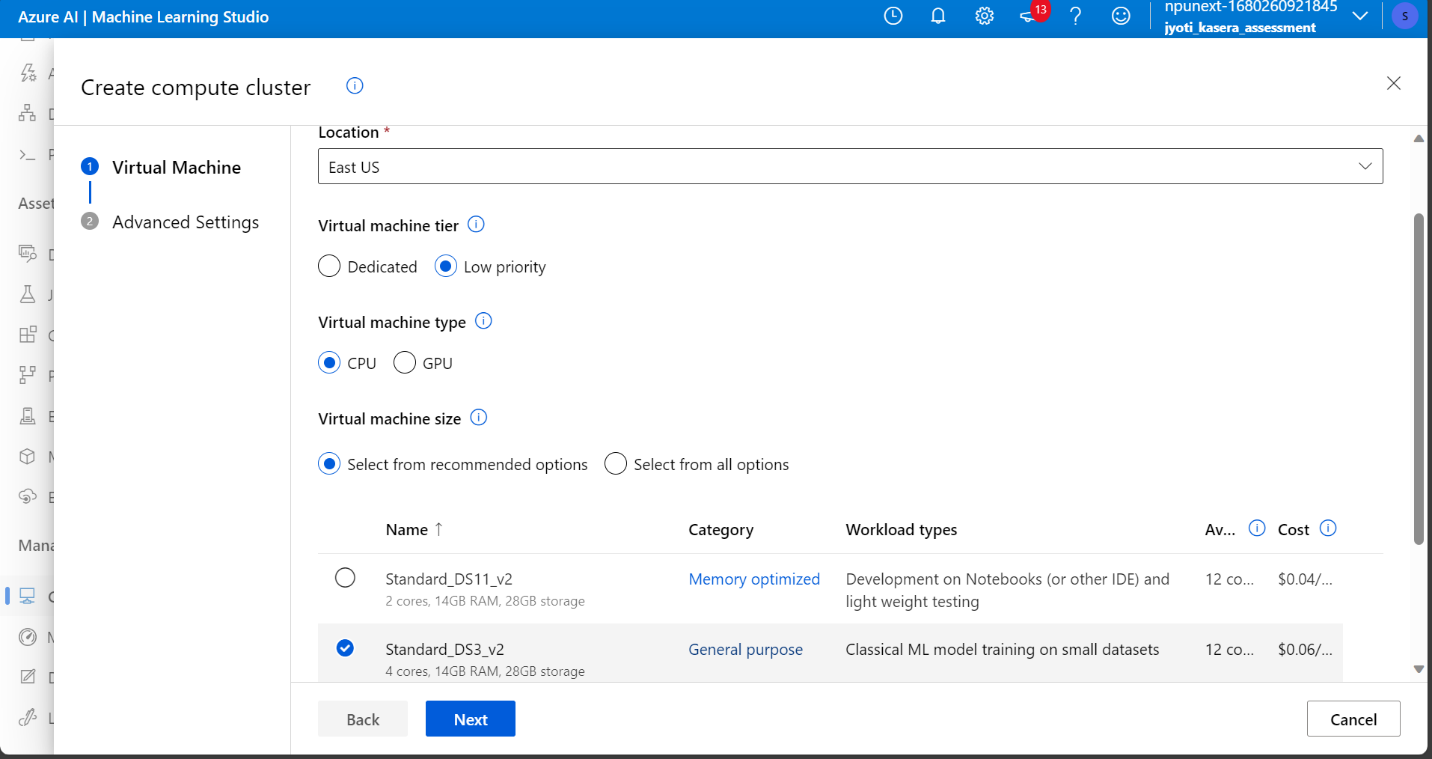 Azure AI | Machine Learning Studio
13
npunext-1680260921845
jyoti_kasera_assessment
S
Create compute cluster
1 Virtual Machine
2 Advanced Settings
Asset
Mana
Location *
East US
Virtual machine tier
Dedicated Low priority
Virtual machine type
CPU GPU
Virtual machine size
Select from recommended options Select from all options
Name ↑ Category Workload types Av... Cost
Standard_DS11_v2 Memory optimized Development on Notebooks (or other IDE) and 12 co... $0.04/...
2 cores, 14GB RAM, 28GB storage light weight testing
Standard_DS3_v2 General purpose Classical ML model training on small datasets 12 co... $0.06/...
4 cores, 14GB RAM, 28GB storage
Back Next Cancel